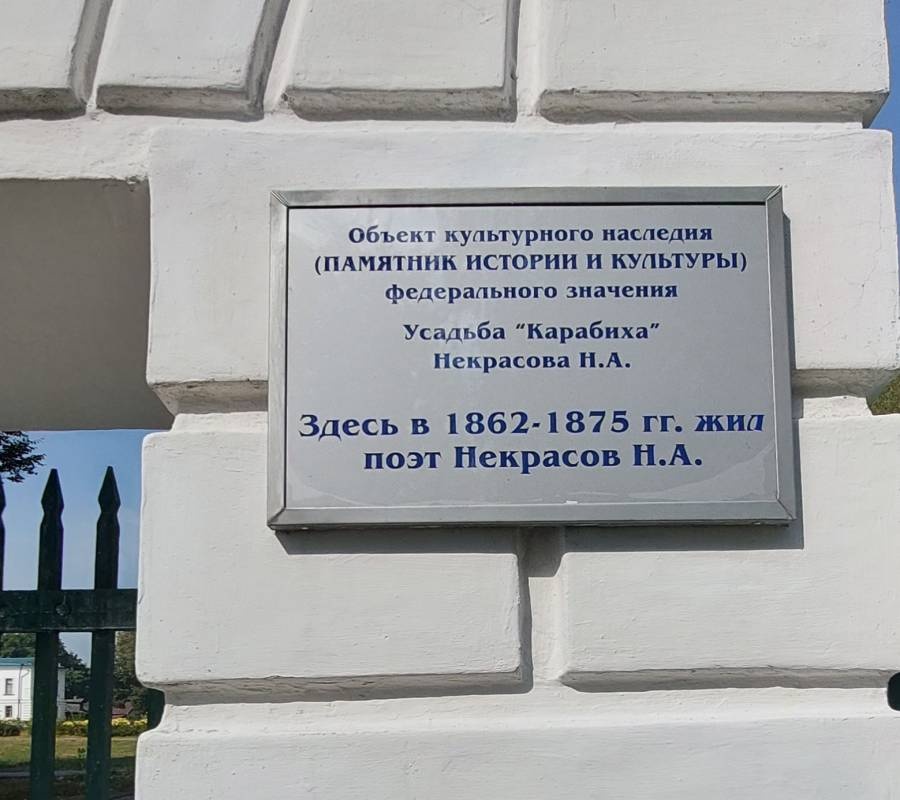 Объект культурного наследия
(ПАМЯТНИК ИСТОРИИ И КУЛЬТУРЫ)
федерального значения
Усадьба "Карабиха"
Некрасова Н.А.
Здесь в 1862-1875 гг. жил
поэт Некрасов Н.А.